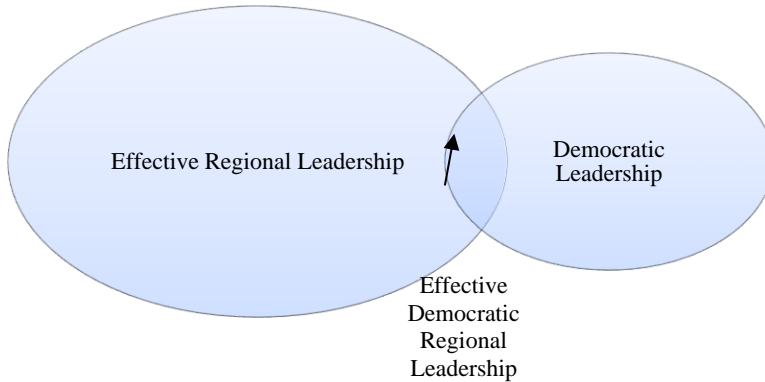 Effective Regional Leadership
Democratic
Leadership
Effective
Democratic
Regional
Leadership